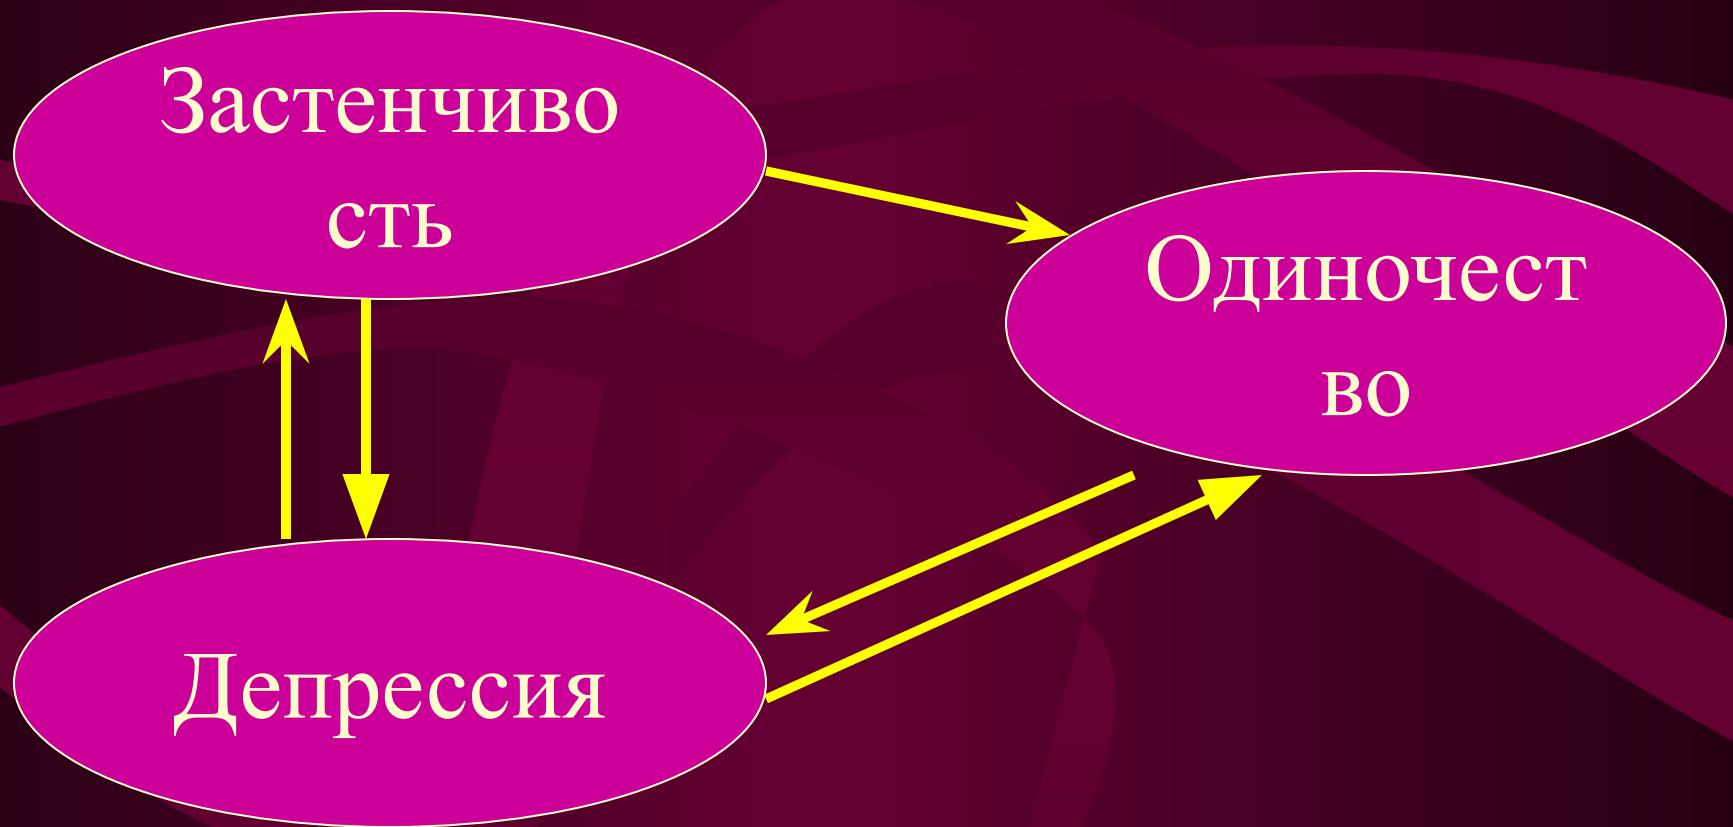 Застенчиво
сть
Одиночест
во
Депрессия